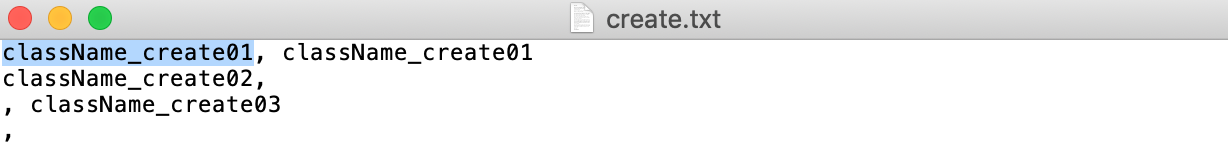 create.txt
className_create01, className_create01
className_create02,
, className_create03
,